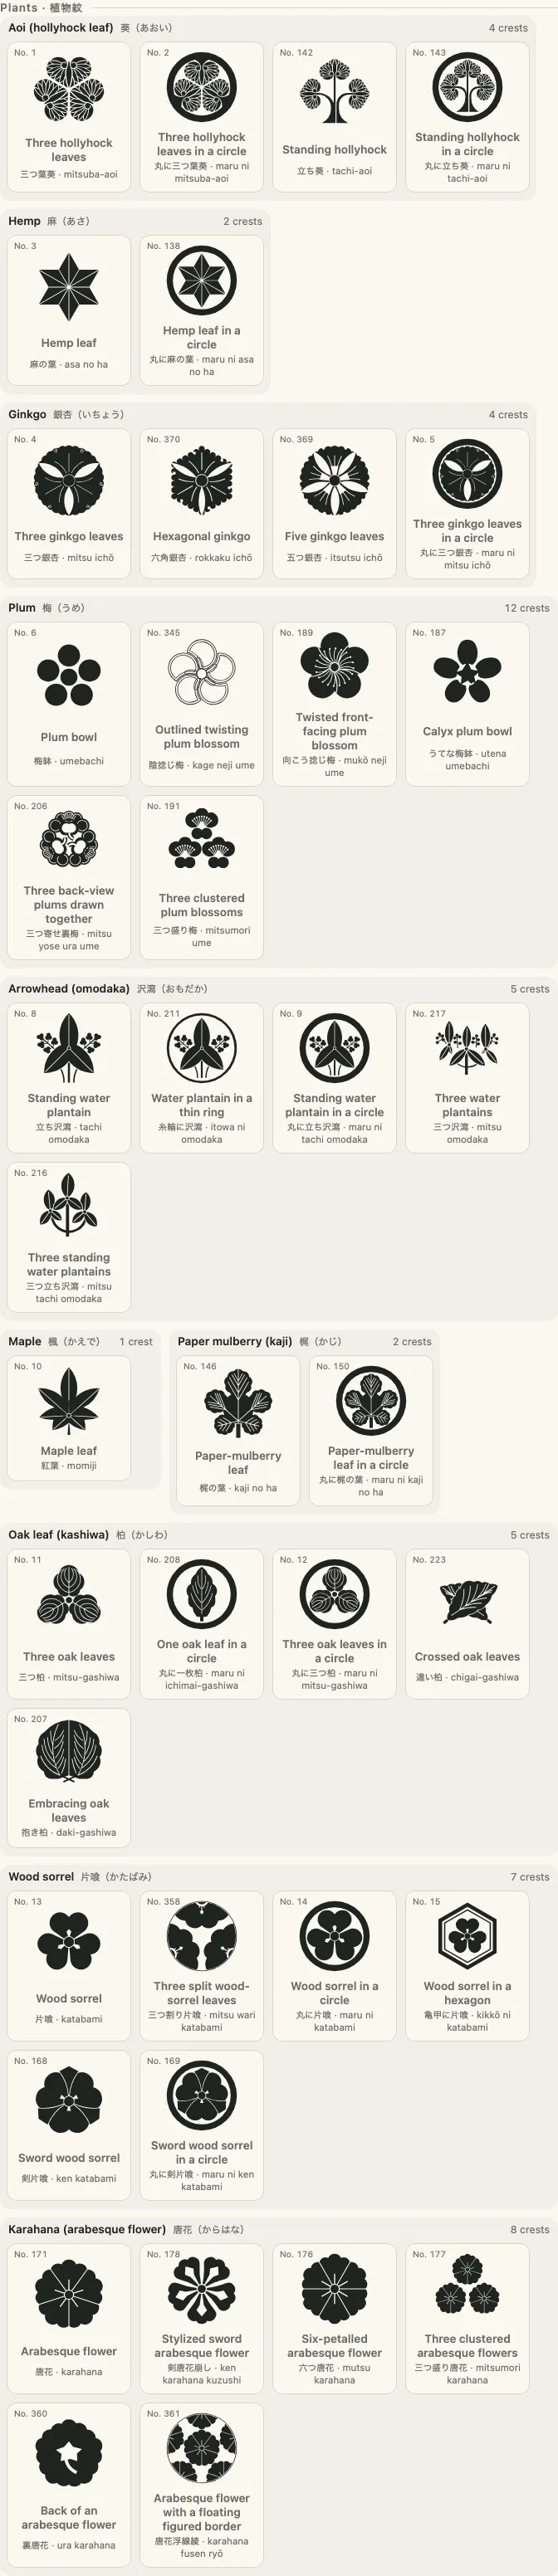 Plants · 植物紋
Aoi (hollyhock leaf) 葵（あおい） 4 crests
No. 1
Three hollyhock
leaves
三つ葉葵 · mitsuba-aoi
No. 2
Three hollyhock
leaves in a circle
丸に三つ葉葵 · maru ni
mitsuba-aoi
No. 142
Standing hollyhock
立ち葵 · tachi-aoi
No. 143
Standing hollyhock
in a circle
丸に立ち葵 · maru ni
tachi-aoi
Hemp 麻（あさ） 2 crests
No. 3
Hemp leaf
麻の葉 · asa no ha
No. 138
Hemp leaf in a
circle
丸に麻の葉 · maru ni asa
no ha
Ginkgo 銀杏（いちょう） 4 crests
No. 4
Three ginkgo leaves
三つ銀杏 · mitsu ichō
No. 370
Hexagonal ginkgo
六角銀杏 · rokkaku ichō
No. 369
Five ginkgo leaves
五つ銀杏 · itsutsu ichō
No. 5
Three ginkgo leaves
in a circle
丸に三つ銀杏 · maru ni
mitsu ichō
Plum 梅（うめ） 12 crests
No. 6
Plum bowl
梅鉢 · umebachi
No. 345
Outlined twisting
plum blossom
陰捻じ梅 · kage neji ume
No. 189
Twisted front-
facing plum
blossom
向こう捻じ梅 · mukō neji
ume
No. 187
Calyx plum bowl
うてな梅鉢 · utena
umebachi
No. 206
Three back-view
plums drawn
together
三つ寄せ裏梅 · mitsu
yose ura ume
No. 191
Three clustered
plum blossoms
三つ盛り梅 · mitsumori
ume
Arrowhead (omodaka) 沢瀉（おもだか） 5 crests
No. 8
Standing water
plantain
立ち沢瀉 · tachi
omodaka
No. 211
Water plantain in a
thin ring
糸輪に沢瀉 · itowa ni
omodaka
No. 9
Standing water
plantain in a circle
丸に立ち沢瀉 · maru ni
tachi omodaka
No. 217
Three water
plantains
三つ沢瀉 · mitsu
omodaka
No. 216
Three standing
water plantains
三つ立ち沢瀉 · mitsu
tachi omodaka
Maple 楓（かえで） 1 crest
No. 10
Maple leaf
紅葉 · momiji
Paper mulberry (kaji) 梶（かじ） 2 crests
No. 146
Paper-mulberry
leaf
梶の葉 · kaji no ha
No. 150
Paper-mulberry
leaf in a circle
丸に梶の葉 · maru ni kaji
no ha
Oak leaf (kashiwa) 柏（かしわ） 5 crests
No. 11
Three oak leaves
三つ柏 · mitsu-gashiwa
No. 208
One oak leaf in a
circle
丸に一枚柏 · maru ni
ichimai-gashiwa
No. 12
Three oak leaves in
a circle
丸に三つ柏 · maru ni
mitsu-gashiwa
No. 223
Crossed oak leaves
違い柏 · chigai-gashiwa
No. 207
Embracing oak
leaves
抱き柏 · daki-gashiwa
Wood sorrel 片喰（かたばみ） 7 crests
No. 13
Wood sorrel
片喰 · katabami
No. 358
Three split wood-
sorrel leaves
三つ割り片喰 · mitsu wari
katabami
No. 14
Wood sorrel in a
circle
丸に片喰 · maru ni
katabami
No. 15
Wood sorrel in a
hexagon
亀甲に片喰 · kikkō ni
katabami
No. 168
Sword wood sorrel
剣片喰 · ken katabami
No. 169
Sword wood sorrel
in a circle
丸に剣片喰 · maru ni ken
katabami
Karahana (arabesque flower) 唐花（からはな） 8 crests
No. 171
Arabesque flower
唐花 · karahana
No. 178
Stylized sword
arabesque flower
剣唐花崩し · ken
karahana kuzushi
No. 176
Six-petalled
arabesque flower
六つ唐花 · mutsu
karahana
No. 177
Three clustered
arabesque flowers
三つ盛り唐花 · mitsumori
karahana
No. 360
Back of an
arabesque flower
裏唐花 · ura karahana
No. 361
Arabesque flower
with a floating
figured border
唐花浮線綾 · karahana
fusen ryō